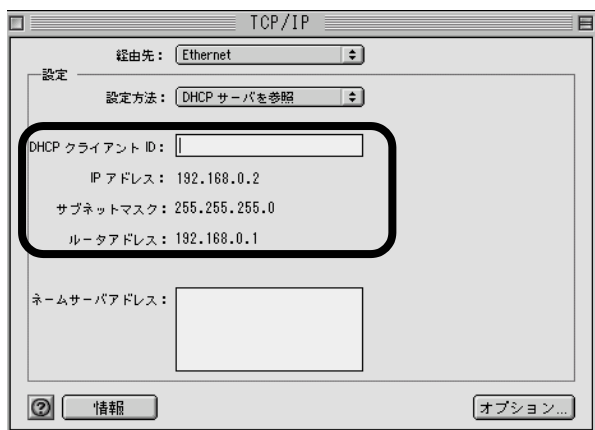 TCP/IP
経由先： Ethernet
設定
設定方法： DHCP サーバを参照
DHCP クライアント ID：
IP アドレス： 192.168.0.2
サブネットマスク： 255.255.255.0
ルータアドレス： 192.168.0.1
ネームサーバアドレス：
? 情報 オプション...